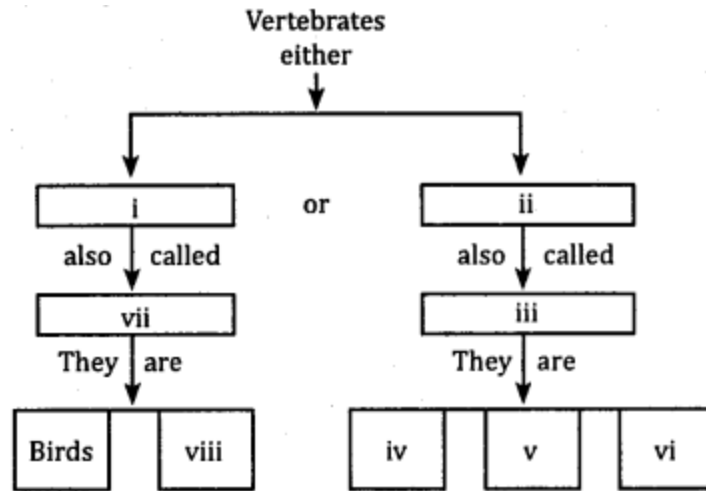 Vertebrates
either
i
or
ii
also called
also called
vii
iii
They are
They are
Birds
viii
iv
v
vi